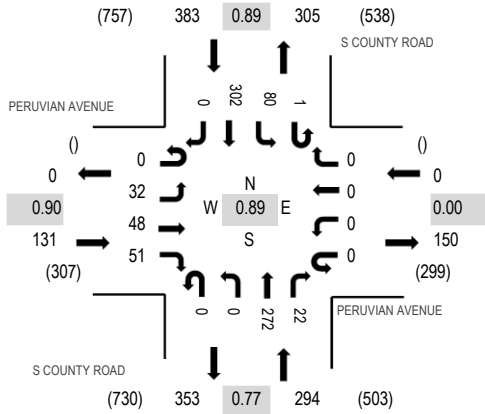 (757) 383 0.89 305 (538)
S COUNTY ROAD
0 302 80 1
PERUVIAN AVENUE
() ()
0 0 0 0
32 N 0
0.90 W 0.89 E 0.00
48 0
131 S 150
51 0
(307) (299)
0 0 272 22
PERUVIAN AVENUE
S COUNTY ROAD
(730) 353 0.77 294 (503)